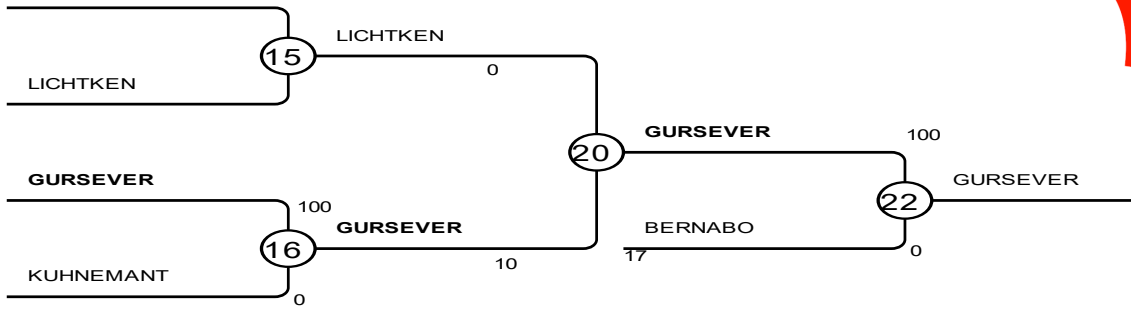 LICHTKEN
15
LICHTKEN
0
GURSEVER
100
20
GURSEVER
100
16
GURSEVER
10
BERNABO
17
22
GURSEVER
0
KUHNEMANT
0